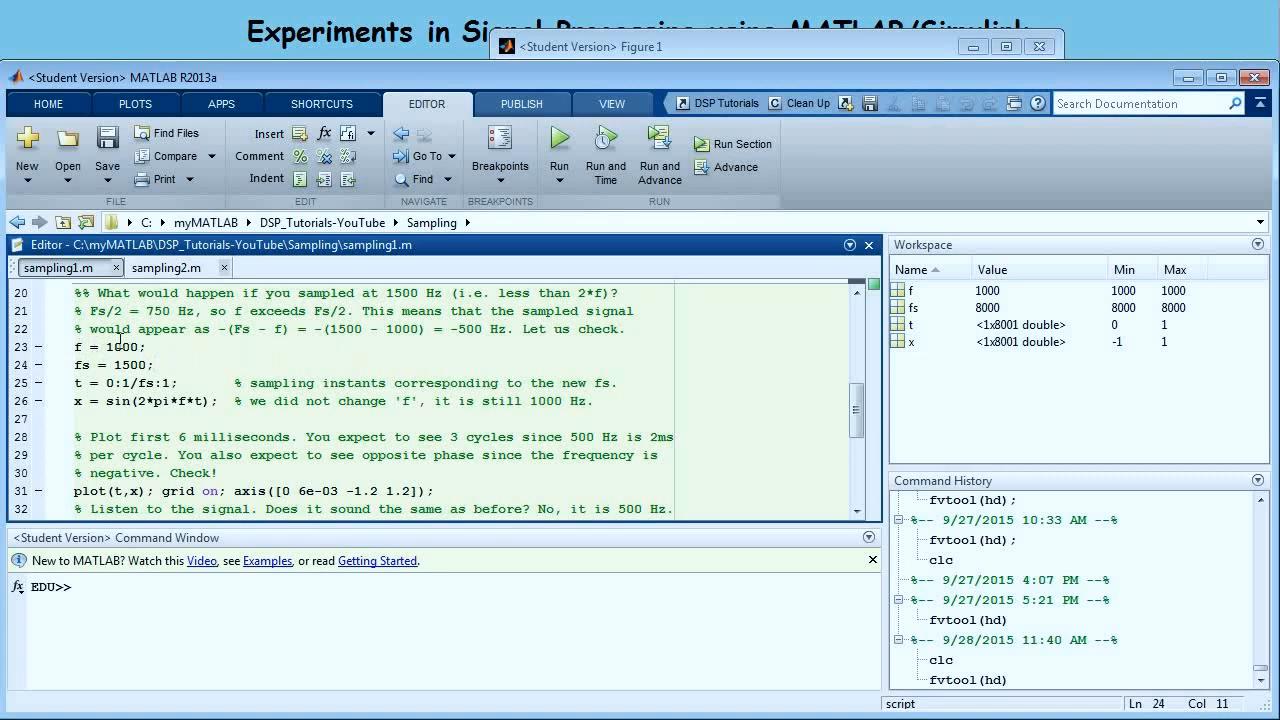 Experiments in Signal Processing using MATLAB/Simulink
<Student Version> Figure 1
<Student Version> MATLAB R2013a
HOME PLOTS APPS SHORTCUTS EDITOR PUBLISH VIEW DSP Tutorials Clean Up Search Documentation
New Open Save Find Files Compare Print
Insert Comment Indent
Go To Find
Breakpoints
Run Run and Time Run and Advance Run Section Advance
FILE EDIT NAVIGATE BREAKPOINTS RUN
C: myMATLAB DSP_Tutorials-YouTube Sampling
Editor - C:\myMATLAB\DSP_Tutorials-YouTube\Sampling\sampling1.m
sampling1.m sampling2.m
20 %% What would happen if you sampled at 1500 Hz (i.e. less than 2*f)?
21 % Fs/2 = 750 Hz, so f exceeds Fs/2. This means that the sampled signal
22 % would appear as -(Fs - f) = -(1500 - 1000) = -500 Hz. Let us check.
23 f = 1000;
24 fs = 1500;
25 t = 0:1/fs:1; % sampling instants corresponding to the new fs.
26 x = sin(2*pi*f*t); % we did not change 'f', it is still 1000 Hz.
27
28 % Plot first 6 milliseconds. You expect to see 3 cycles since 500 Hz is 2ms
29 % per cycle. You also expect to see opposite phase since the frequency is
30 % negative. Check!
31 plot(t,x); grid on; axis([0 6e-03 -1.2 1.2]);
32 % Listen to the signal. Does it sound the same as before? No, it is 500 Hz.
<Student Version> Command Window
New to MATLAB? Watch this Video, see Examples, or read Getting Started.
fx EDU>>
Workspace
Name Value Min Max
f 1000 1000 1000
fs 8000 8000 8000
t <1x8001 double> 0 1
x <1x8001 double> -1 1
Command History
fvtool(hd);
%-- 9/27/2015 10:33 AM --%
fvtool(hd);
clc
%-- 9/27/2015 4:07 PM --%
%-- 9/27/2015 5:21 PM --%
fvtool(hd)
%-- 9/28/2015 11:40 AM --%
clc
fvtool(hd)
script Ln 24 Col 11